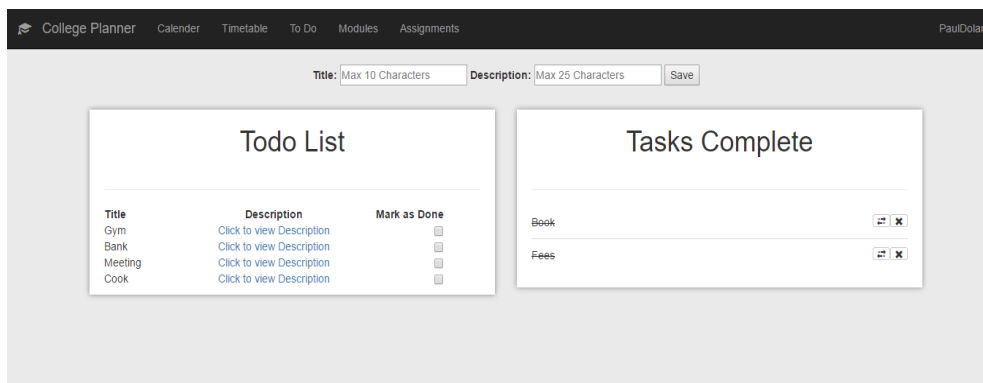 College Planner Calender Timetable To Do Modules Assignments PaulDolan
Title: Max 10 Characters Description: Max 25 Characters Save
Todo List
Title Description Mark as Done
Gym Click to view Description
Bank Click to view Description
Meeting Click to view Description
Cook Click to view Description
Tasks Complete
Book
Fees